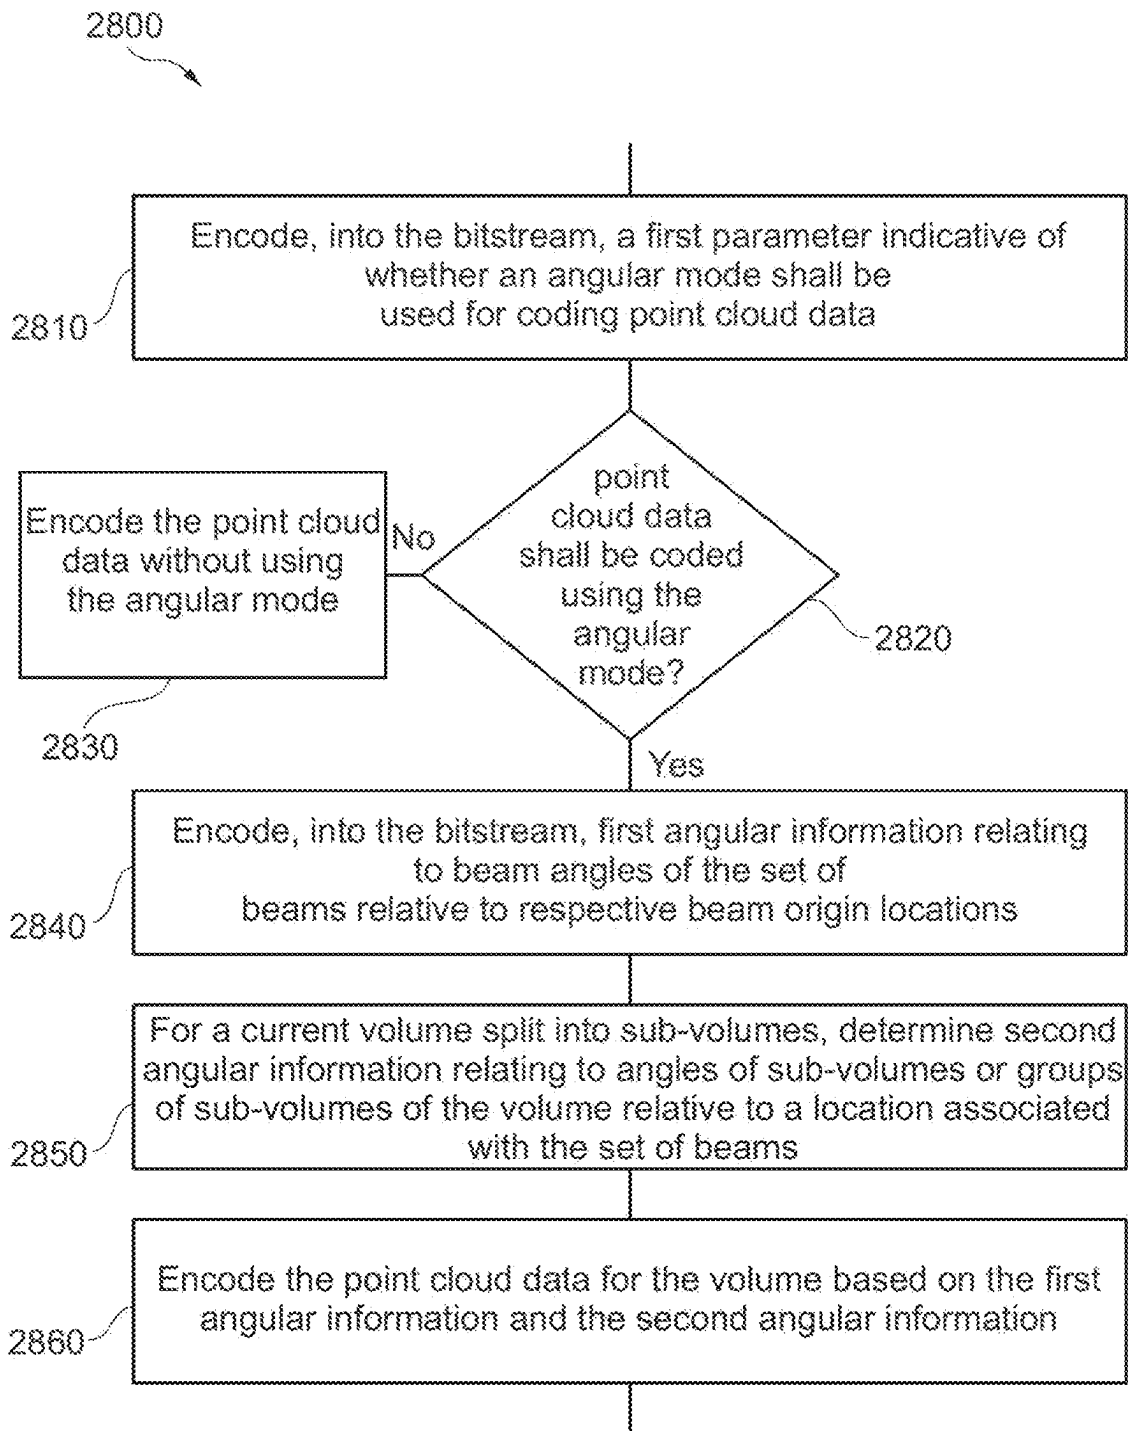 2800
Encode, into the bitstream, a first parameter indicative of
whether an angular mode shall be
used for coding point cloud data
2810
point
cloud data
shall be coded
using the
angular
mode?
2820
No
Encode the point cloud
data without using
the angular mode
2830
Yes
Encode, into the bitstream, first angular information relating
to beam angles of the set of
beams relative to respective beam origin locations
2840
For a current volume split into sub-volumes, determine second
angular information relating to angles of sub-volumes or groups
of sub-volumes of the volume relative to a location associated
with the set of beams
2850
Encode the point cloud data for the volume based on the first
angular information and the second angular information
2860